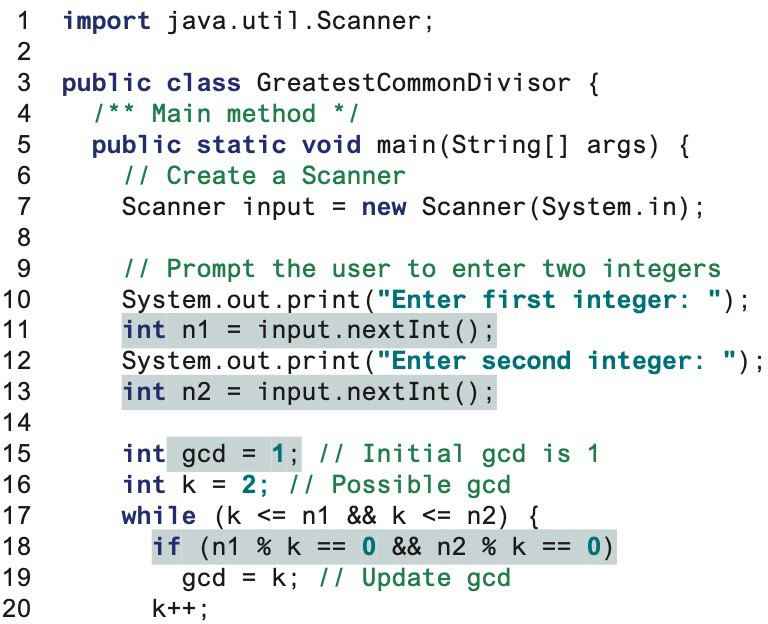 1 import java.util.Scanner;
2
3 public class GreatestCommonDivisor {
4 /** Main method */
5 public static void main(String[] args) {
6 // Create a Scanner
7 Scanner input = new Scanner(System.in);
8
9 // Prompt the user to enter two integers
10 System.out.print("Enter first integer: ");
11 int n1 = input.nextInt();
12 System.out.print("Enter second integer: ");
13 int n2 = input.nextInt();
14
15 int gcd = 1; // Initial gcd is 1
16 int k = 2; // Possible gcd
17 while (k <= n1 && k <= n2) {
18 if (n1 % k == 0 && n2 % k == 0)
19 gcd = k; // Update gcd
20 k++;